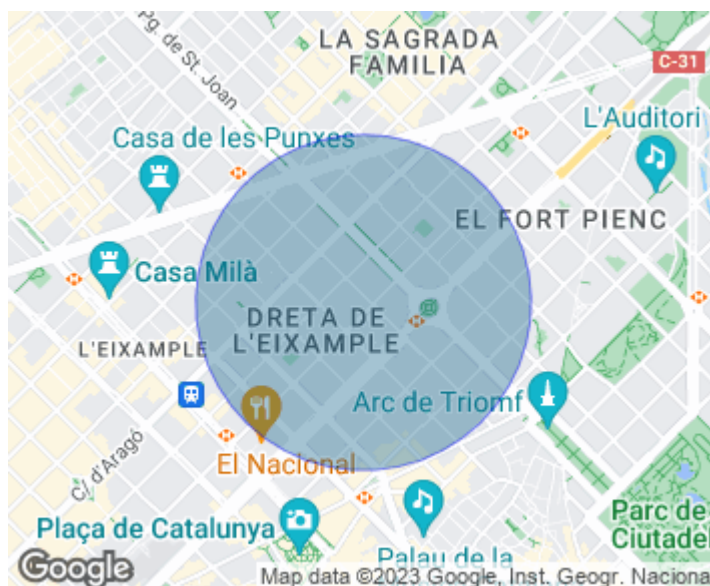 Pg. de St. Joan
LA SAGRADA
FAMILIA
C-31
L'Auditori
Casa de les Punxes
EL FORT PIENC
Casa Milà
DRETA DE
L'EIXAMPLE
L'EIXAMPLE
Arc de Triomf
C/ d'Aragó
El Nacional
Plaça de Catalunya
Palau de la
Parc de
Ciutadel
Google
Map data ©2023 Google, Inst. Geogr. Naciona